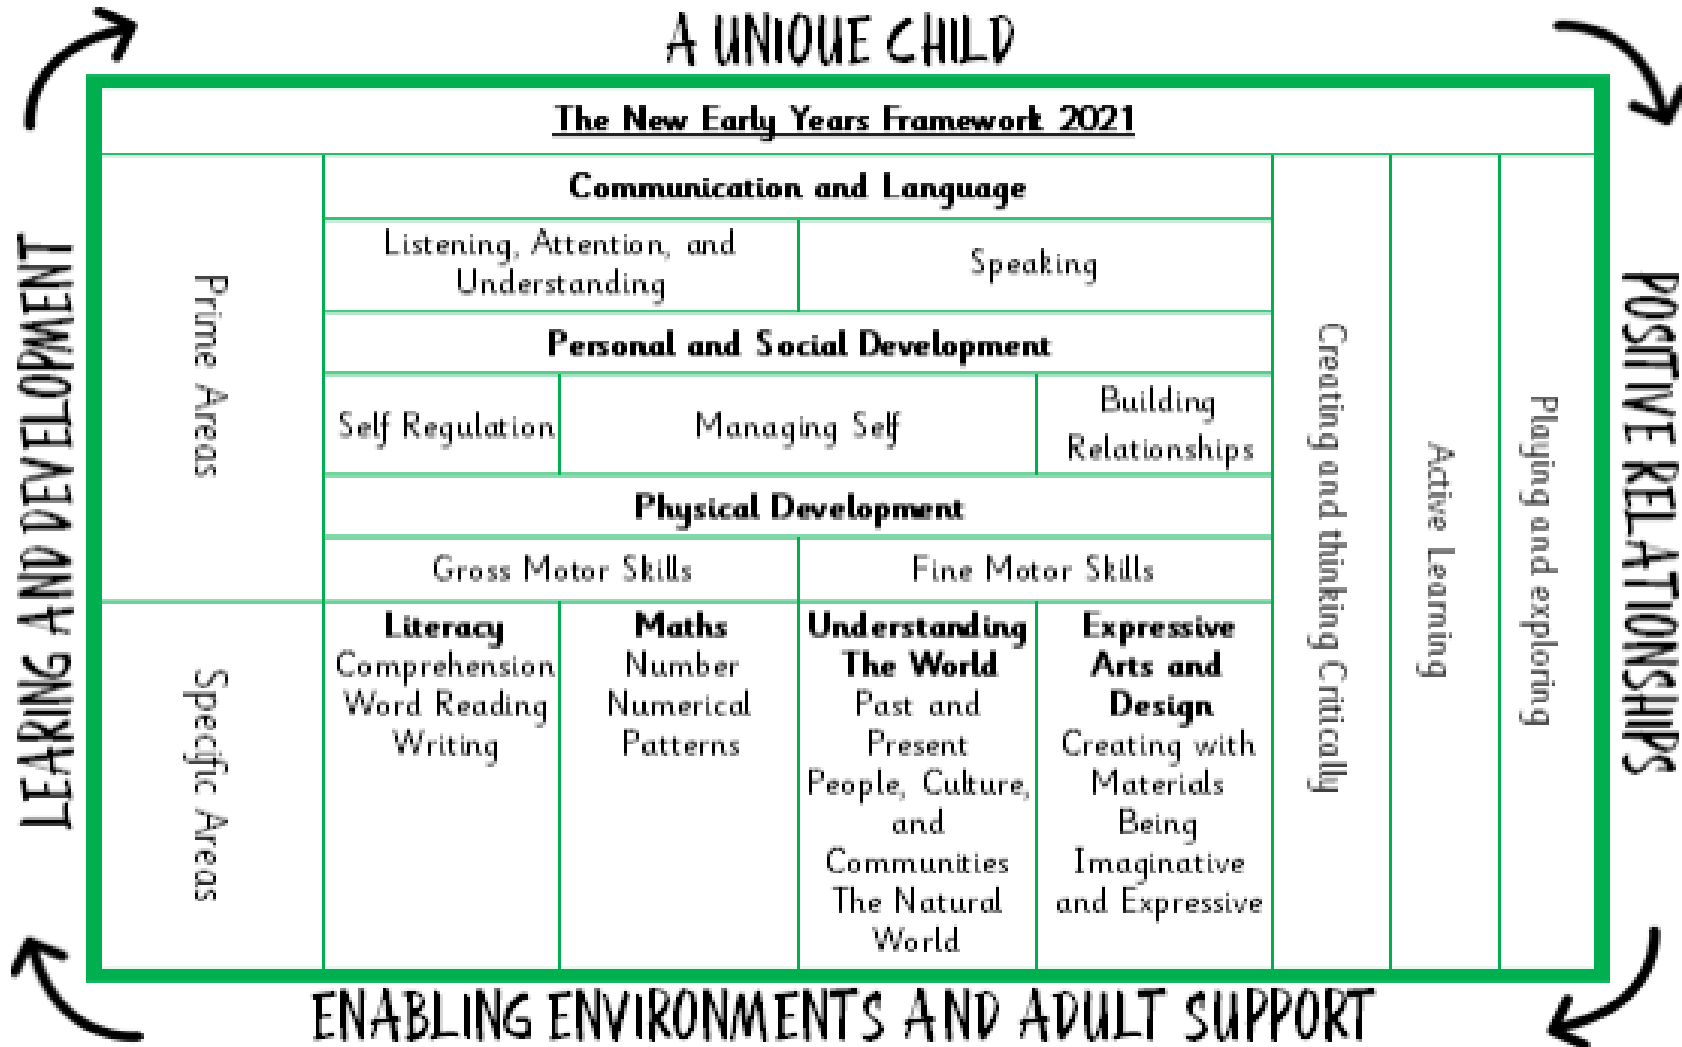 A UNIQUE CHILD
The New Early Years Framework 2021
LEARING AND DEVELOPMENT
Prime Areas
Communication and Language
Listening, Attention, and
Understanding
Speaking
Personal and Social Development
Self Regulation
Managing Self
Building
Relationships
Physical Development
Gross Motor Skills
Fine Motor Skills
Specific Areas
Literacy
Comprehension
Word Reading
Writing
Maths
Number
Numerical
Patterns
Understanding
The World
Past and
Present
People, Culture,
and
Communities
The Natural
World
Expressive
Arts and
Design
Creating with
Materials
Being
Imaginative
and Expressive
Creating and thinking Critically
Active Learning
Playing and exploring
POSITIVE RELATIONSHIPS
ENABLING ENVIRONMENTS AND ADULT SUPPORT